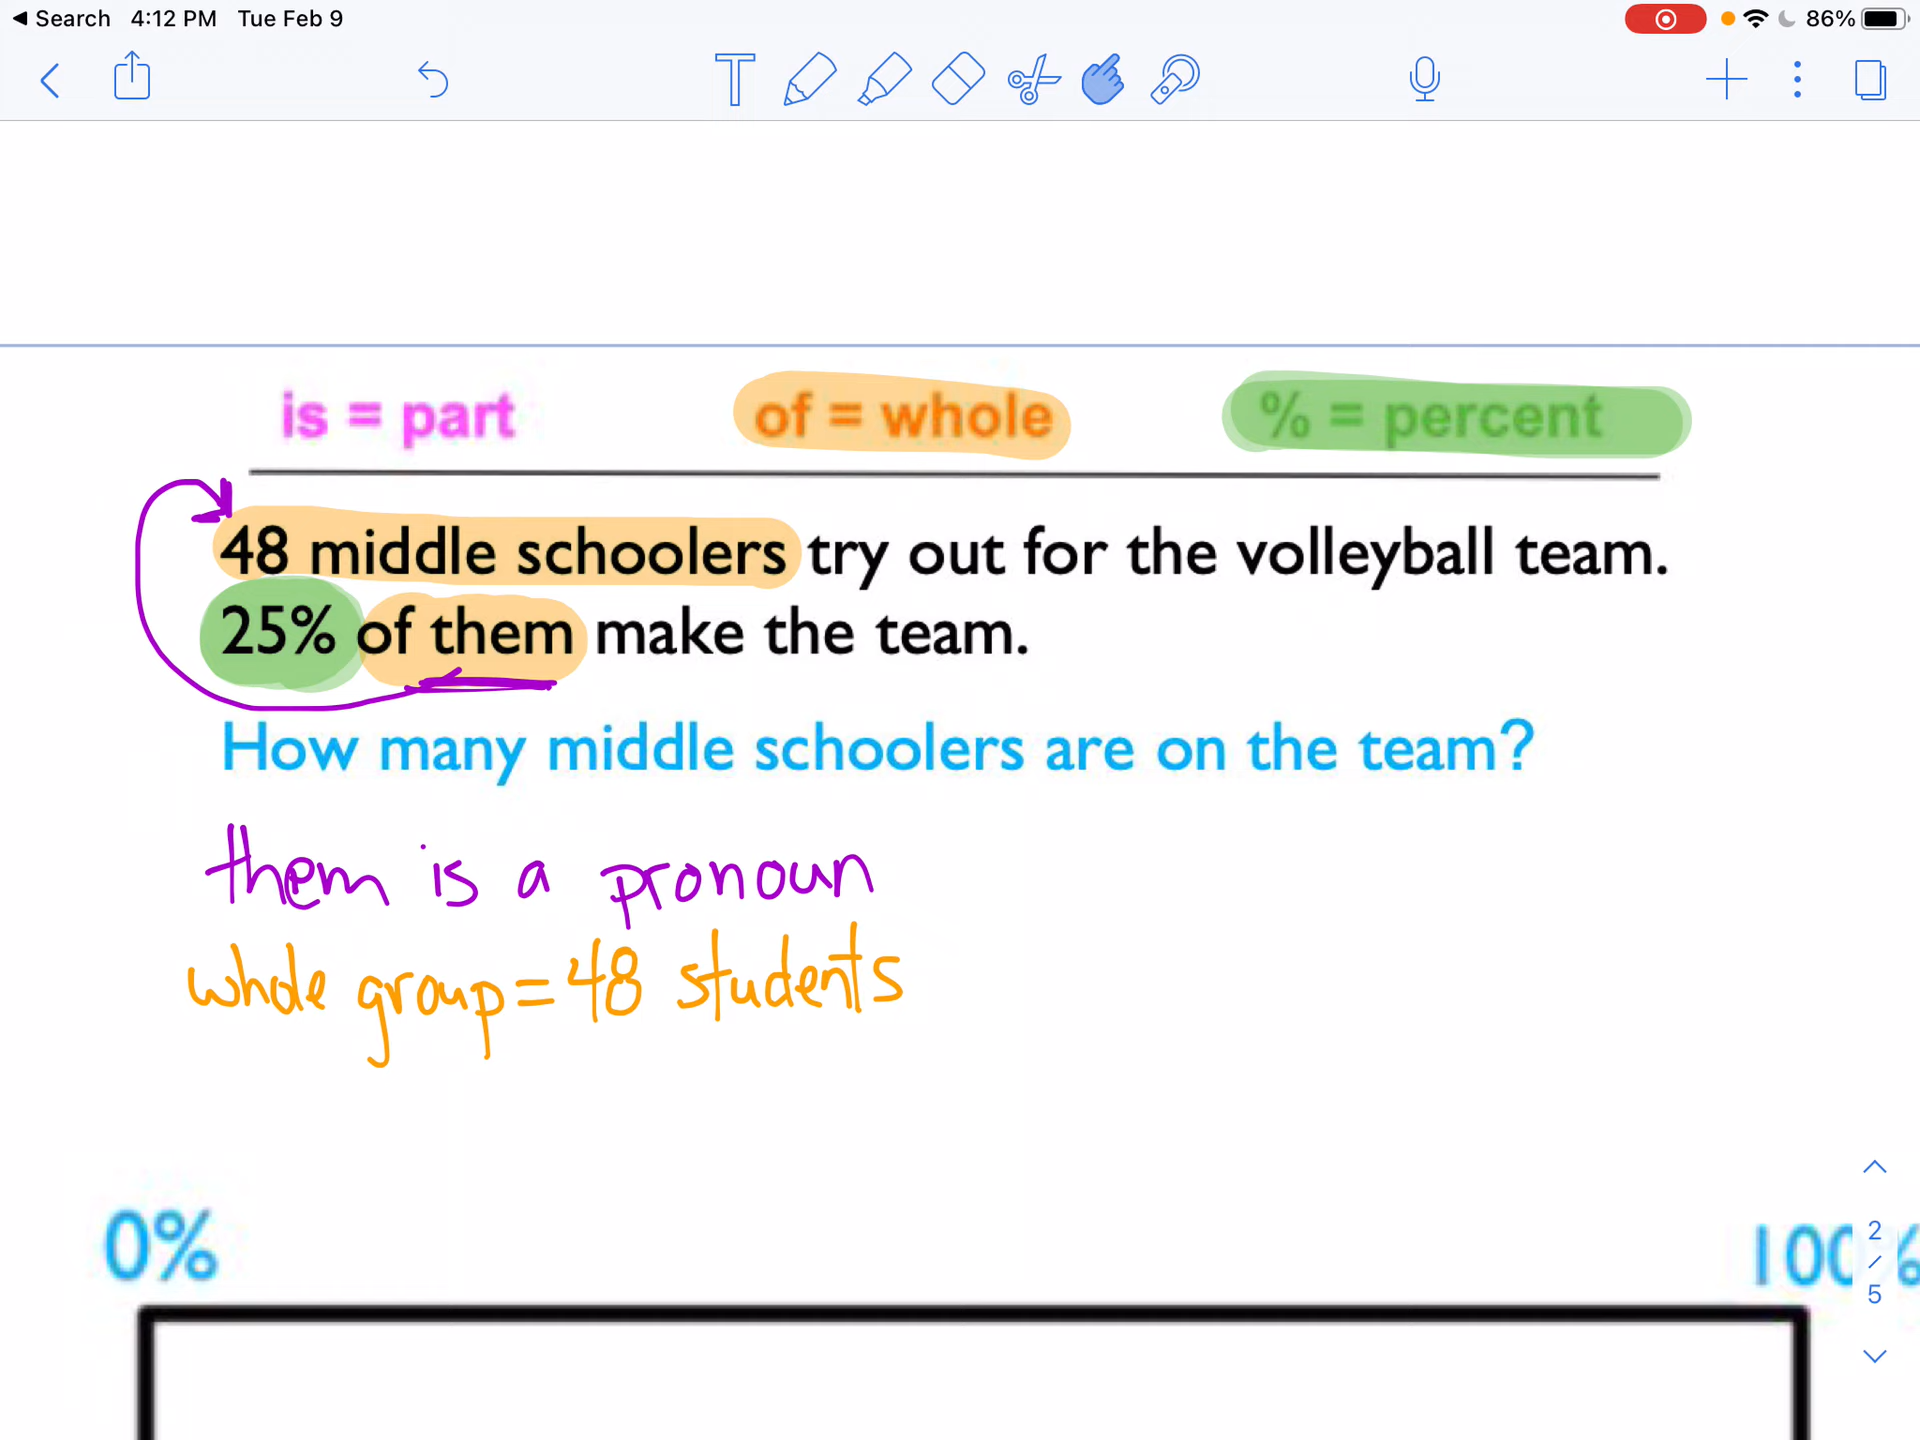 Search 4:12 PM Tue Feb 9 86%
T
is = part of = whole % = percent
48 middle schoolers try out for the volleyball team.
25% of them make the team.
How many middle schoolers are on the team?
them is a pronoun
whole group = 48 students
0% 100%
2
/
5